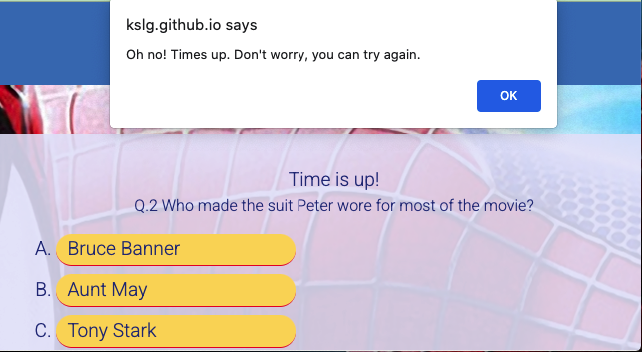 kslg.github.io says
Oh no! Times up. Don't worry, you can try again.
OK
Time is up!
Q.2 Who made the suit Peter wore for most of the movie?
A. Bruce Banner
B. Aunt May
C. Tony Stark